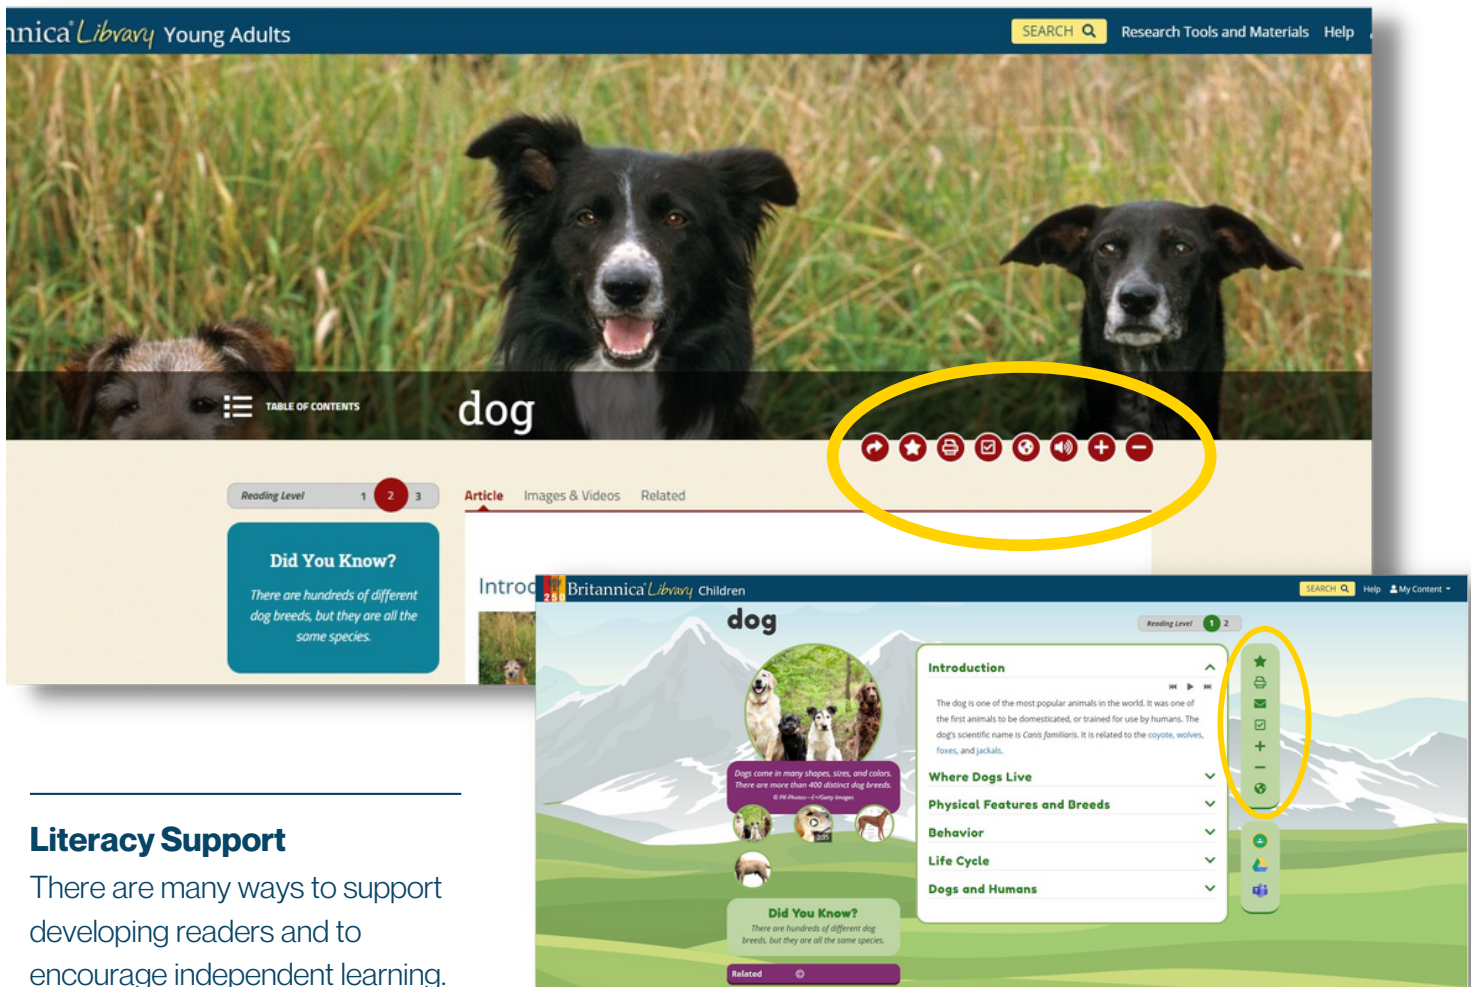 nnica Library Young Adults
SEARCH
Research Tools and Materials
Help
TABLE OF CONTENTS
dog
Reading Level 1 2 3
Article Images & Videos Related
Did You Know?
There are hundreds of different
dog breeds, but they are all the
same species.
250 Britannica Library Children
SEARCH
Help
My Content
dog
Reading Level 1 2
Introduction
The dog is one of the most popular animals in the world. It was one of
the first animals to be domesticated, or trained for use by humans. The
dog's scientific name is Canis familiaris. It is related to the coyote, wolves,
foxes, and jackals.
Where Dogs Live
Physical Features and Breeds
Behavior
Life Cycle
Dogs and Humans
Dogs come in many shapes, sizes, and colors.
There are more than 400 distinct dog breeds.
© PK-Photos—E+/Getty Images
2:05
Did You Know?
There are hundreds of different dog
breeds, but they are all the same species.
Related
Literacy Support
There are many ways to support
developing readers and to
encourage independent learning.